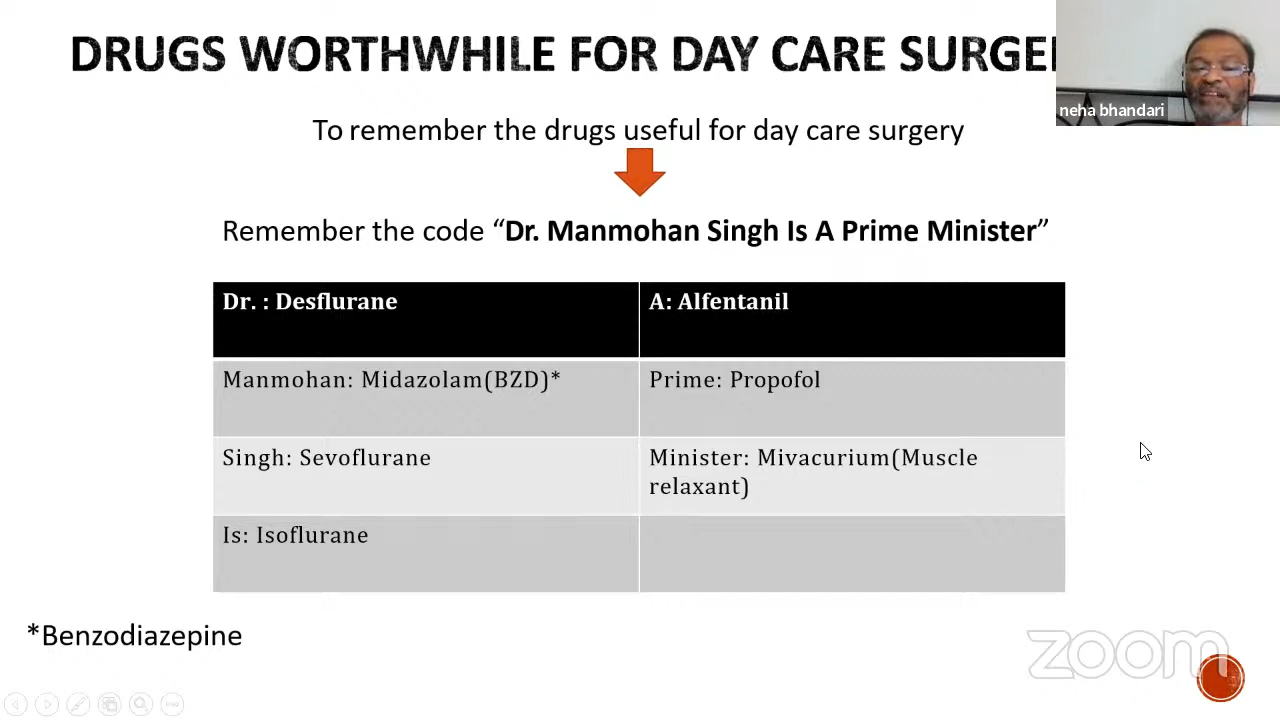 DRUGS WORTHWHILE FOR DAY CARE SURGE
neha bhandari
To remember the drugs useful for day care surgery
Remember the code “Dr. Manmohan Singh Is A Prime Minister”
Dr. : Desflurane
A: Alfentanil
Manmohan: Midazolam(BZD)*
Prime: Propofol
Singh: Sevoflurane
Minister: Mivacurium(Muscle
relaxant)
Is: Isoflurane
*Benzodiazepine
zoom